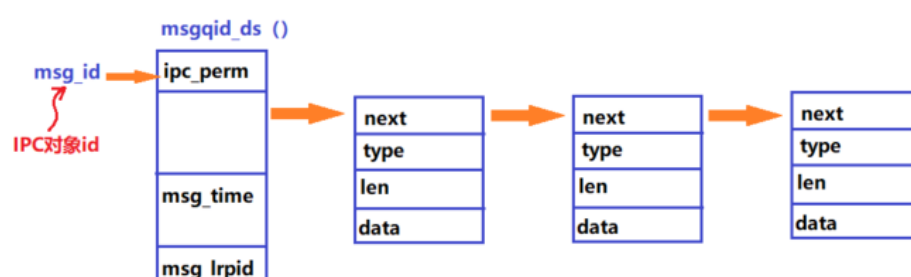 msgqid_ds（）
msg_id
IPC对象id
ipc_perm
msg_time
msg_lrpid
next
type
len
data
next
type
len
data
next
type
len
data